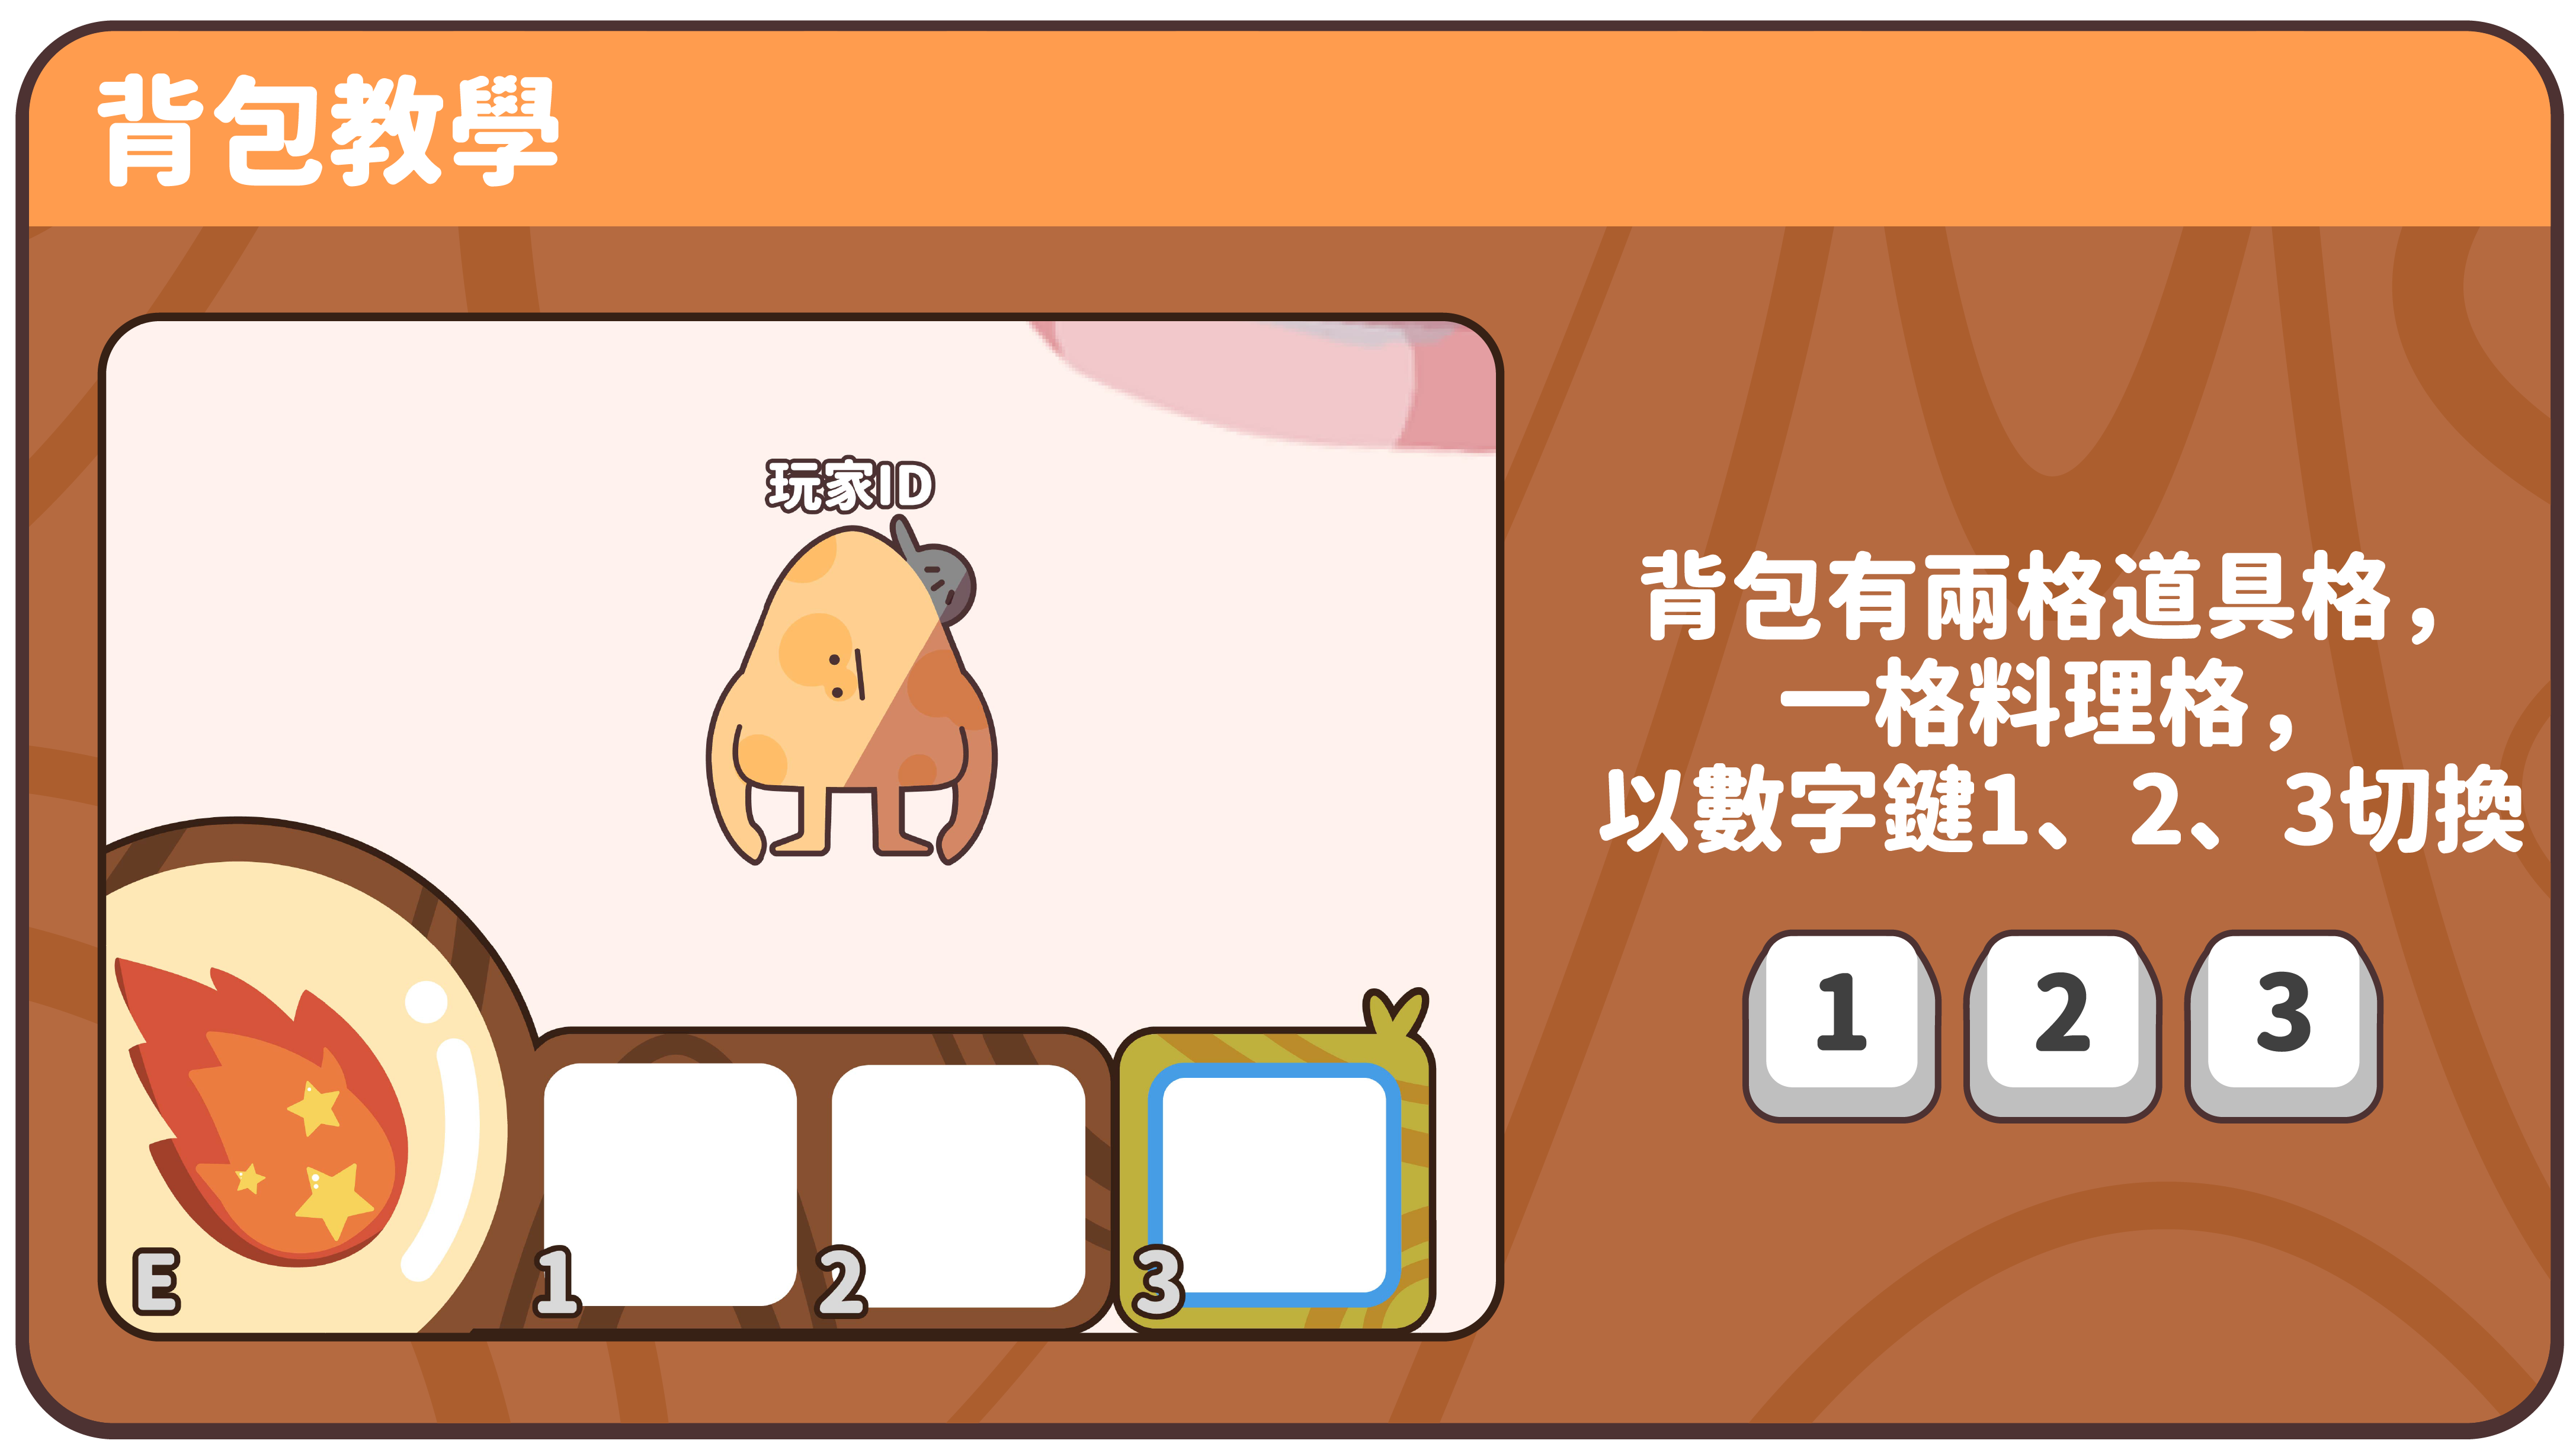 背包教學
玩家ID
背包有兩格道具格，
一格料理格，
以數字鍵1、2、3切換
1 2 3
E 1 2 3